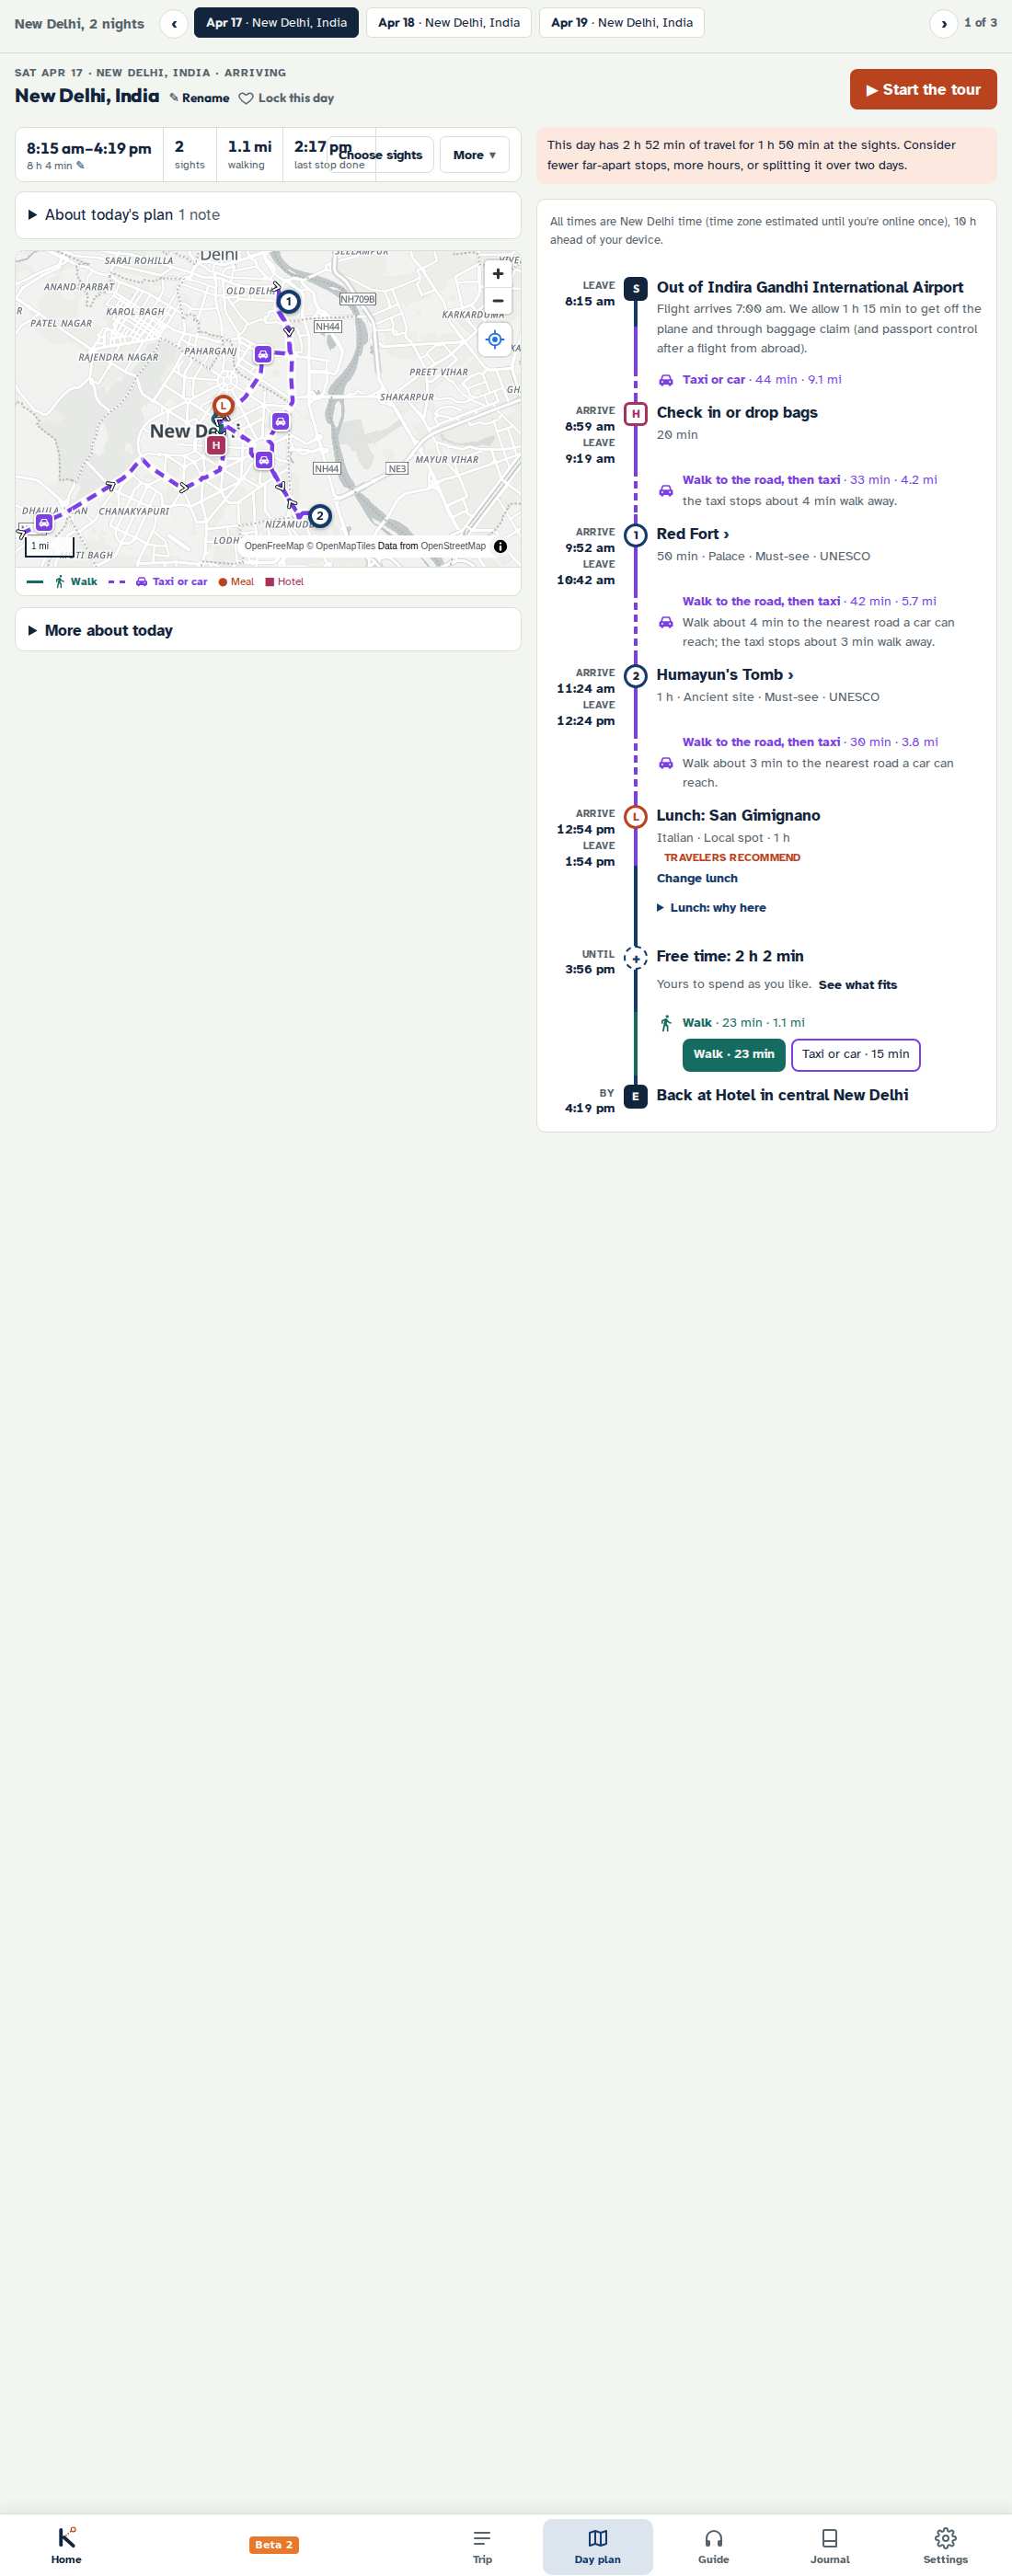 New Delhi, 2 nights
‹
Apr 17 · New Delhi, India
Apr 18 · New Delhi, India
Apr 19 · New Delhi, India
›
1 of 3
SAT APR 17 · NEW DELHI, INDIA · ARRIVING
New Delhi, India ✎ Rename Lock this day
▶ Start the tour
8:15 am–4:19 pm
8 h 4 min ✎
2
sights
1.1 mi
walking
2:17 pm
last stop done
Choose sights
More ▾
▶ About today's plan 1 note
Delhi
SARAI ROHILLA
ANAND PARBAT
OLD DELH
NH709B
KAROL BAGH
PATEL NAGAR
NH44
KARKARDUMA
PAHARGANJ
RAJENDRA NAGAR
PREET VIHAR
SHAKARPUR
New De
MAYUR VIHAR
NH44
NE3
CHANAKYAPURI
NIZAMUD
LODH
TI BAGH
1
L
H
2
+
−
1 mi
OpenFreeMap © OpenMapTiles Data from OpenStreetMap
Walk
Taxi or car
Meal
Hotel
▶ More about today
This day has 2 h 52 min of travel for 1 h 50 min at the sights. Consider
fewer far-apart stops, more hours, or splitting it over two days.
All times are New Delhi time (time zone estimated until you're online once), 10 h
ahead of your device.
LEAVE
8:15 am
S
Out of Indira Gandhi International Airport
Flight arrives 7:00 am. We allow 1 h 15 min to get off the
plane and through baggage claim (and passport control
after a flight from abroad).
Taxi or car · 44 min · 9.1 mi
ARRIVE
8:59 am
LEAVE
9:19 am
H
Check in or drop bags
20 min
Walk to the road, then taxi · 33 min · 4.2 mi
the taxi stops about 4 min walk away.
ARRIVE
9:52 am
LEAVE
10:42 am
1
Red Fort ›
50 min · Palace · Must-see · UNESCO
Walk to the road, then taxi · 42 min · 5.7 mi
Walk about 4 min to the nearest road a car can
reach; the taxi stops about 3 min walk away.
ARRIVE
11:24 am
LEAVE
12:24 pm
2
Humayun's Tomb ›
1 h · Ancient site · Must-see · UNESCO
Walk to the road, then taxi · 30 min · 3.8 mi
Walk about 3 min to the nearest road a car can
reach.
ARRIVE
12:54 pm
LEAVE
1:54 pm
L
Lunch: San Gimignano
Italian · Local spot · 1 h
TRAVELERS RECOMMEND
Change lunch
▶ Lunch: why here
UNTIL
3:56 pm
+
Free time: 2 h 2 min
Yours to spend as you like. See what fits
Walk · 23 min · 1.1 mi
Walk · 23 min
Taxi or car · 15 min
BY
4:19 pm
E
Back at Hotel in central New Delhi
Home
Beta 2
Trip
Day plan
Guide
Journal
Settings